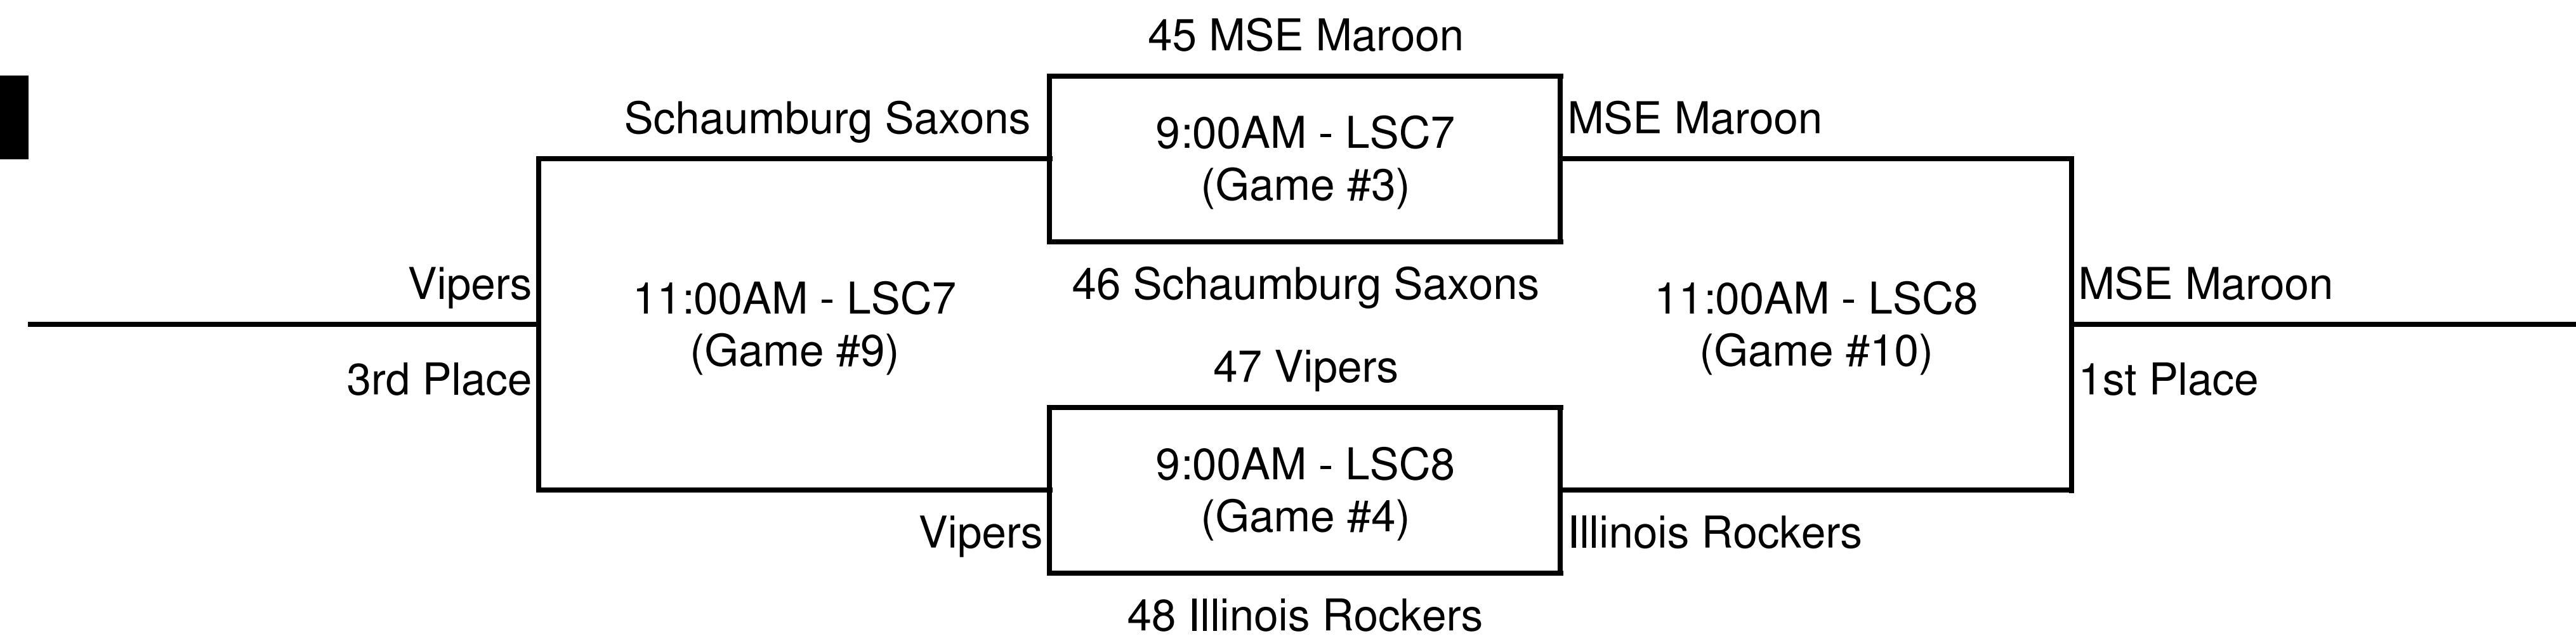 45 MSE Maroon
Schaumburg Saxons
9:00AM - LSC7
(Game #3)
MSE Maroon
46 Schaumburg Saxons
Vipers
3rd Place
11:00AM - LSC7
(Game #9)
11:00AM - LSC8
(Game #10)
MSE Maroon
1st Place
47 Vipers
9:00AM - LSC8
(Game #4)
Vipers
Illinois Rockers
48 Illinois Rockers